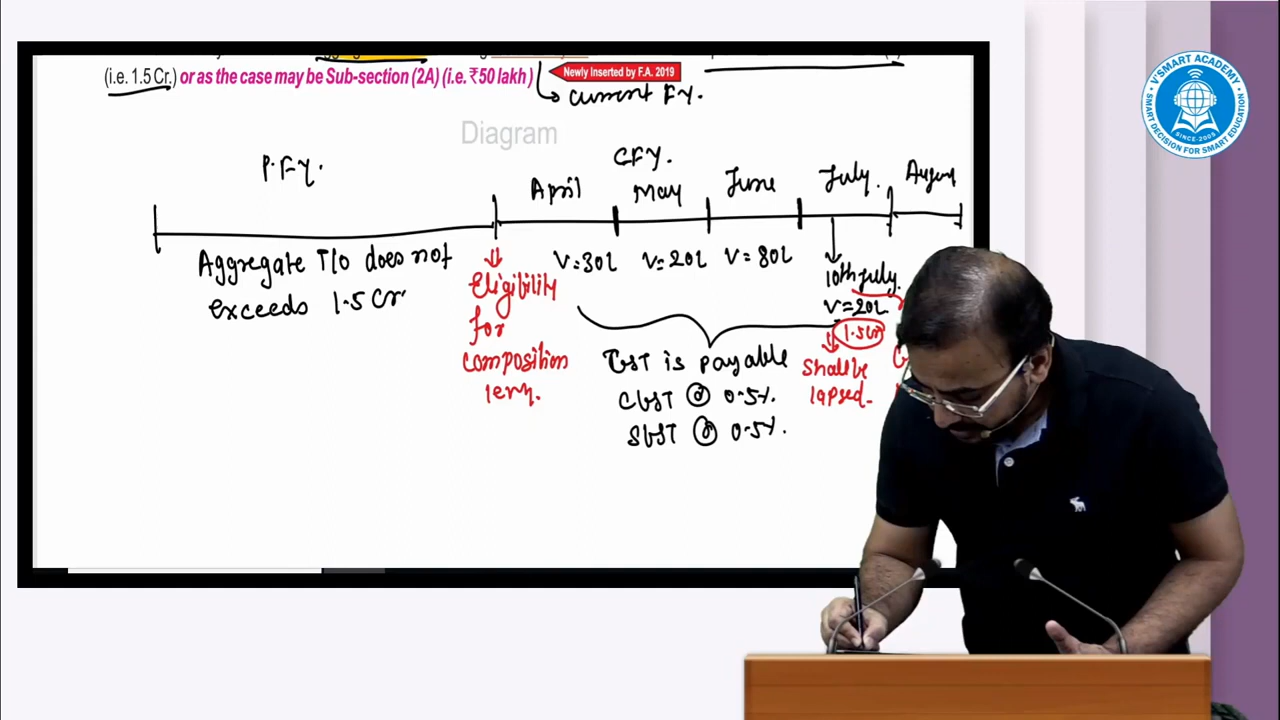 (i.e. 1.5 Cr.) or as the case may be Sub-section (2A) (i.e. ₹50 lakh)
Newly Inserted by F.A. 2019
Current F.Y.
Diagram
P.F.Y.
CFY.
April May June July. August
Aggregate T/O does not
exceeds 1.5 Cr
V=30L V=20L V=80L
10th July.
V=20L
1.5Cr
Eligibility
for
composition
levy.
GST is payable
CGST @ 0.5%.
SGST @ 0.5%.
Shall be
lapsed.
V'SMART ACADEMY
SINCE-2005
SMART DECISION FOR SMART EDUCATION